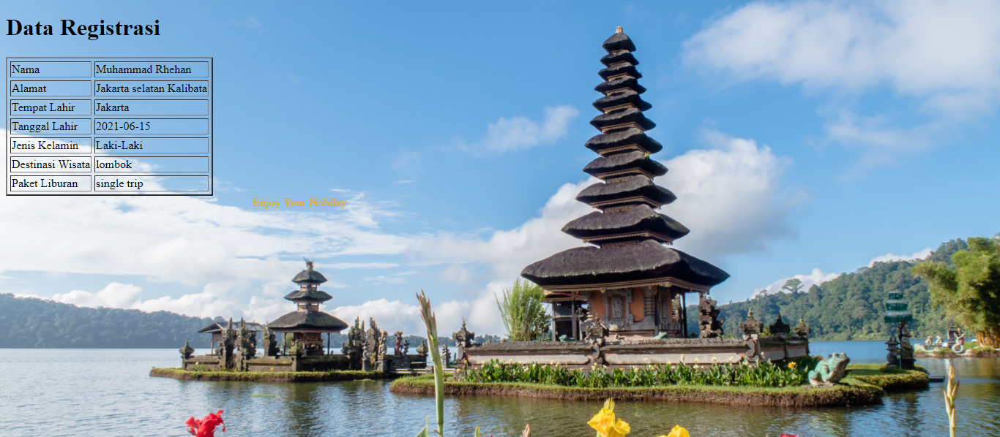 Data Registrasi
Nama Muhammad Rhehan
Alamat Jakarta selatan Kalibata
Tempat Lahir Jakarta
Tanggal Lahir 2021-06-15
Jenis Kelamin Laki-Laki
Destinasi Wisata lombok
Paket Liburan single trip
Enjoy Your Holiday